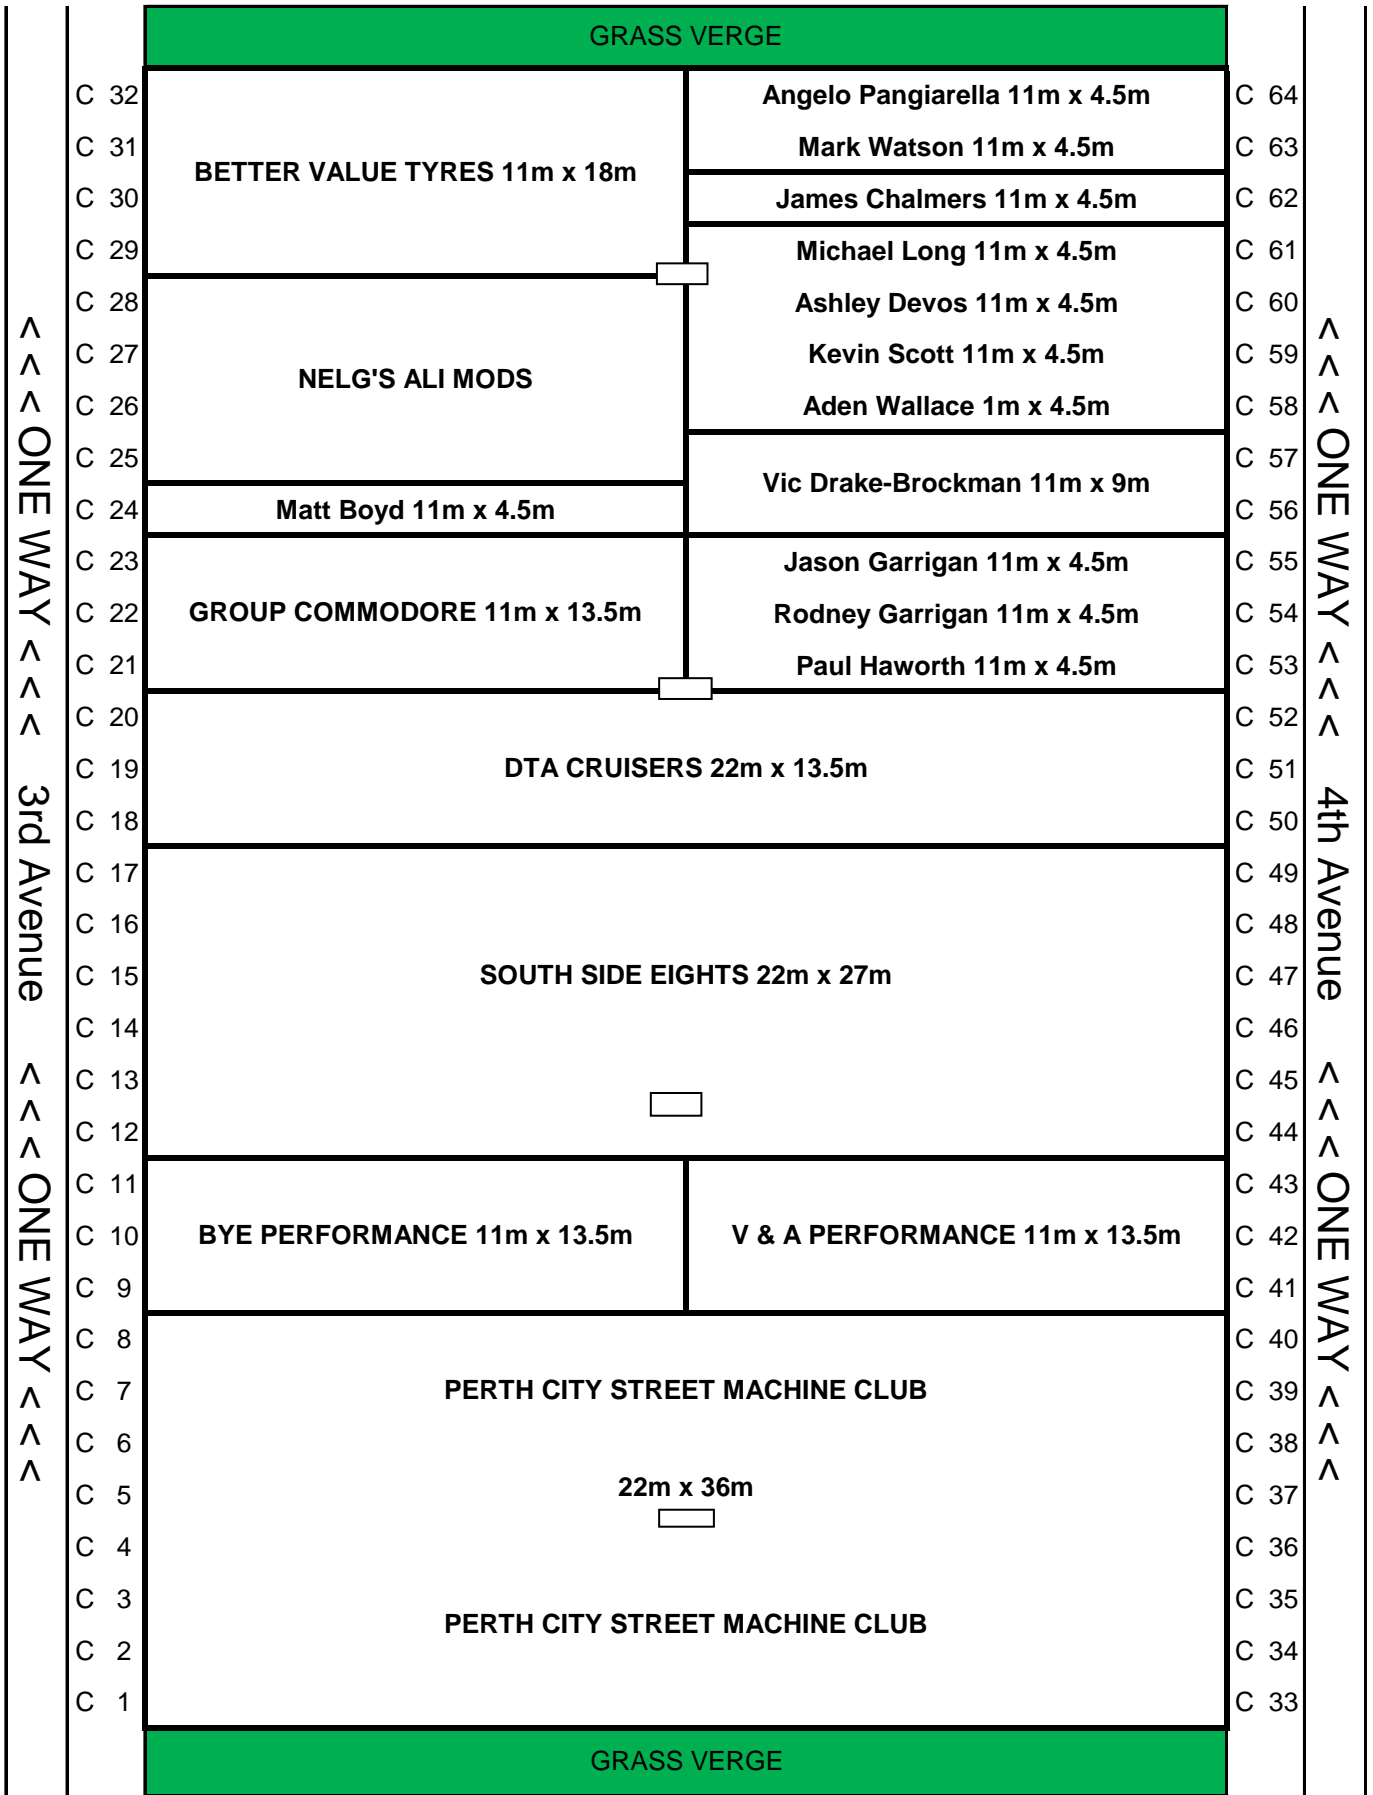 GRASS VERGE
C 32
Angelo Pangiarella 11m x 4.5m
C 64
C 31
Mark Watson 11m x 4.5m
C 63
BETTER VALUE TYRES 11m x 18m
C 30
James Chalmers 11m x 4.5m
C 62
C 29
Michael Long 11m x 4.5m
C 61
C 28
Ashley Devos 11m x 4.5m
C 60
C 27
Kevin Scott 11m x 4.5m
C 59
NELG'S ALI MODS
C 26
Aden Wallace 1m x 4.5m
C 58
C 25
C 57
Vic Drake-Brockman 11m x 9m
C 24
Matt Boyd 11m x 4.5m
C 56
C 23
Jason Garrigan 11m x 4.5m
C 55
C 22
GROUP COMMODORE 11m x 13.5m
Rodney Garrigan 11m x 4.5m
C 54
C 21
Paul Haworth 11m x 4.5m
C 53
C 20
C 52
C 19
DTA CRUISERS 22m x 13.5m
C 51
C 18
C 50
C 17
C 49
C 16
C 48
C 15
SOUTH SIDE EIGHTS 22m x 27m
C 47
C 14
C 46
C 13
C 45
C 12
C 44
C 11
C 43
C 10
BYE PERFORMANCE 11m x 13.5m
V & A PERFORMANCE 11m x 13.5m
C 42
C 9
C 41
C 8
C 40
C 7
PERTH CITY STREET MACHINE CLUB
C 39
C 6
C 38
C 5
22m x 36m
C 37
C 4
C 36
C 3
C 35
PERTH CITY STREET MACHINE CLUB
C 2
C 34
C 1
C 33
GRASS VERGE
< < < ONE WAY < < < 3rd Avenue < < < ONE WAY < < <
< < < ONE WAY < < < 4th Avenue < < < ONE WAY < < <